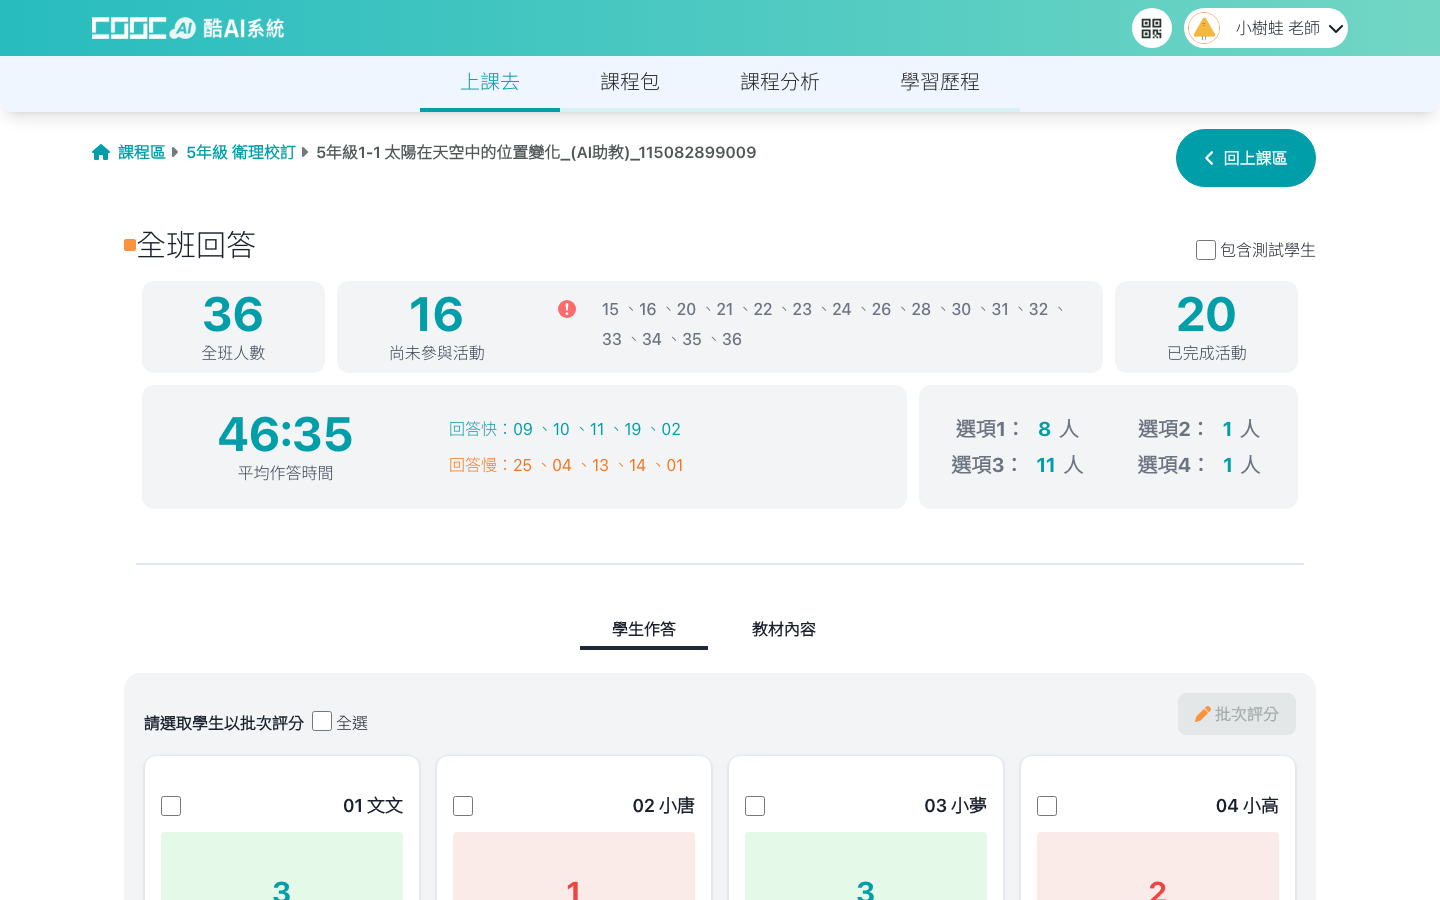 COOC AI 酷AI系統
小樹蛙 老師
上課去 課程包 課程分析 學習歷程
課程區 5年級 衛理校訂 5年級1-1 太陽在天空中的位置變化_(AI助教)_115082899009
回上課區
全班回答
包含測試學生
36
全班人數
16
尚未參與活動
15 、16 、20 、21 、22 、23 、24 、26 、28 、30 、31 、32 、
33 、34 、35 、36
20
已完成活動
46:35
平均作答時間
回答快：09 、10 、11 、19 、02
回答慢：25 、04 、13 、14 、01
選項1： 8 人 選項2： 1 人
選項3： 11 人 選項4： 1 人
學生作答 教材內容
請選取學生以批次評分 全選
批次評分
01 文文 02 小唐 03 小夢 04 小高
3 1 3 2